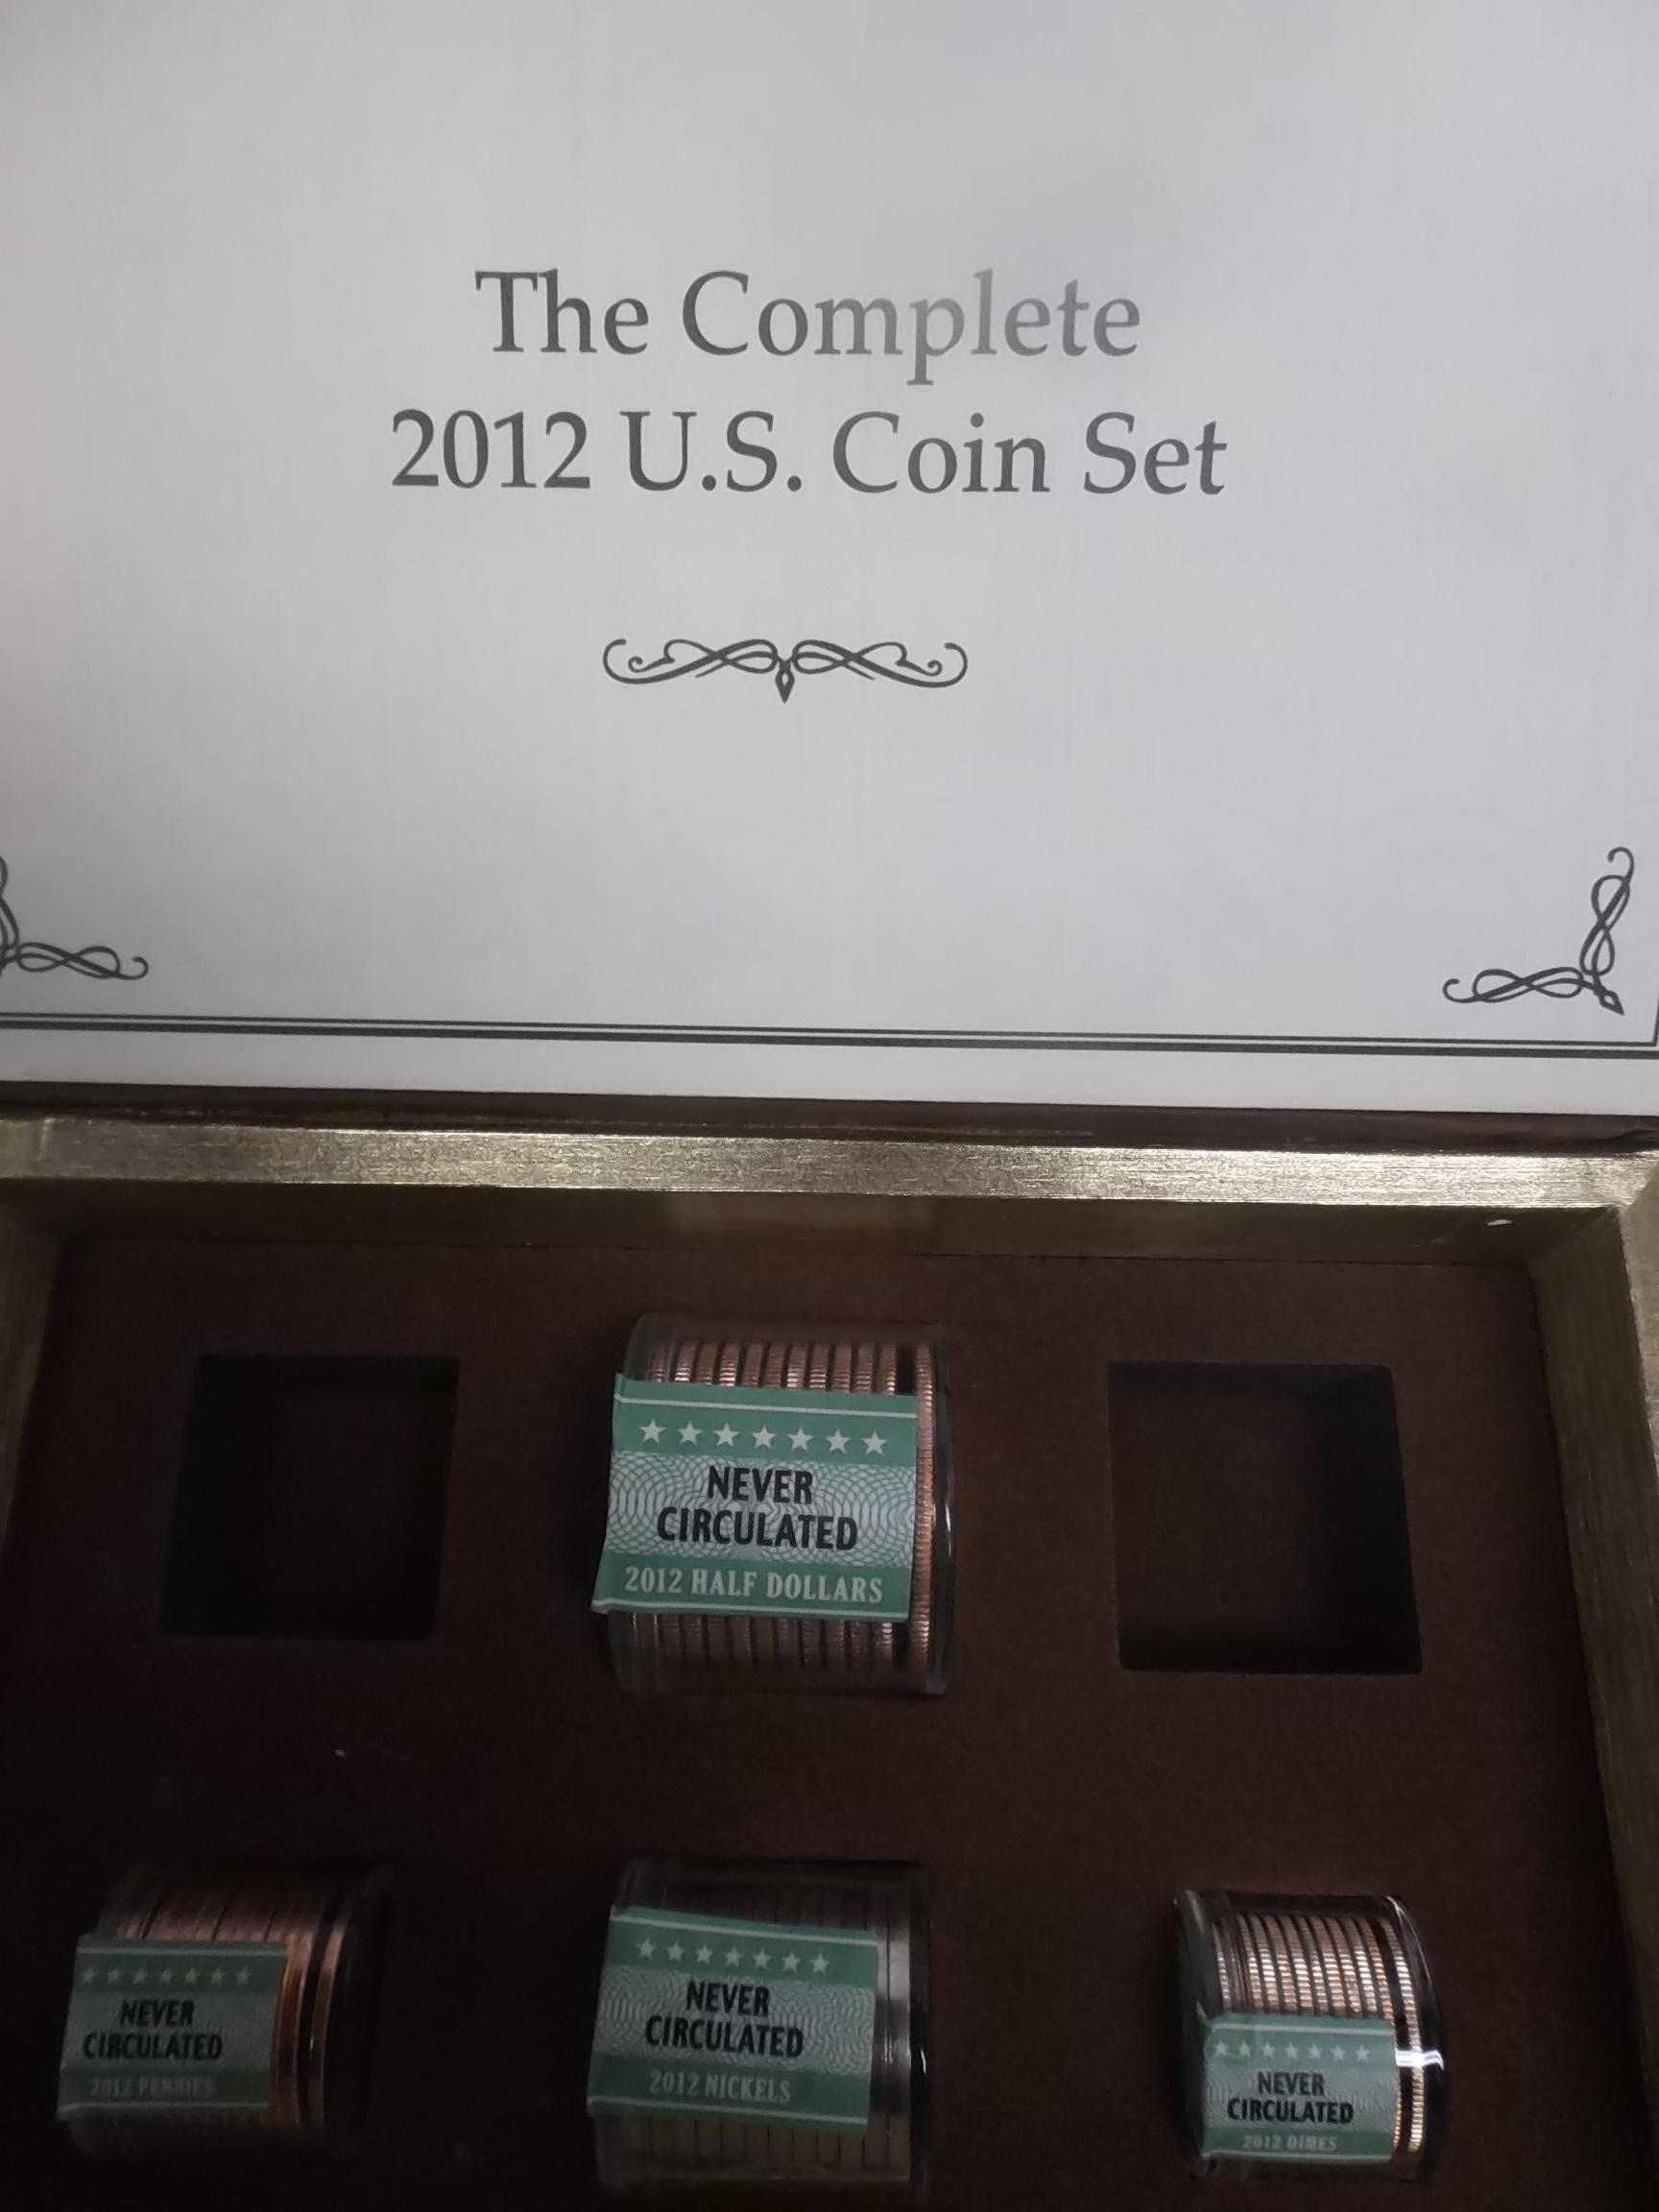 The Complete
2012 U.S. Coin Set
NEVER
CIRCULATED
2012 HALF DOLLARS
NEVER
CIRCULATED
2012 PENNIES
NEVER
CIRCULATED
2012 NICKELS
NEVER
CIRCULATED
2012 DIMES